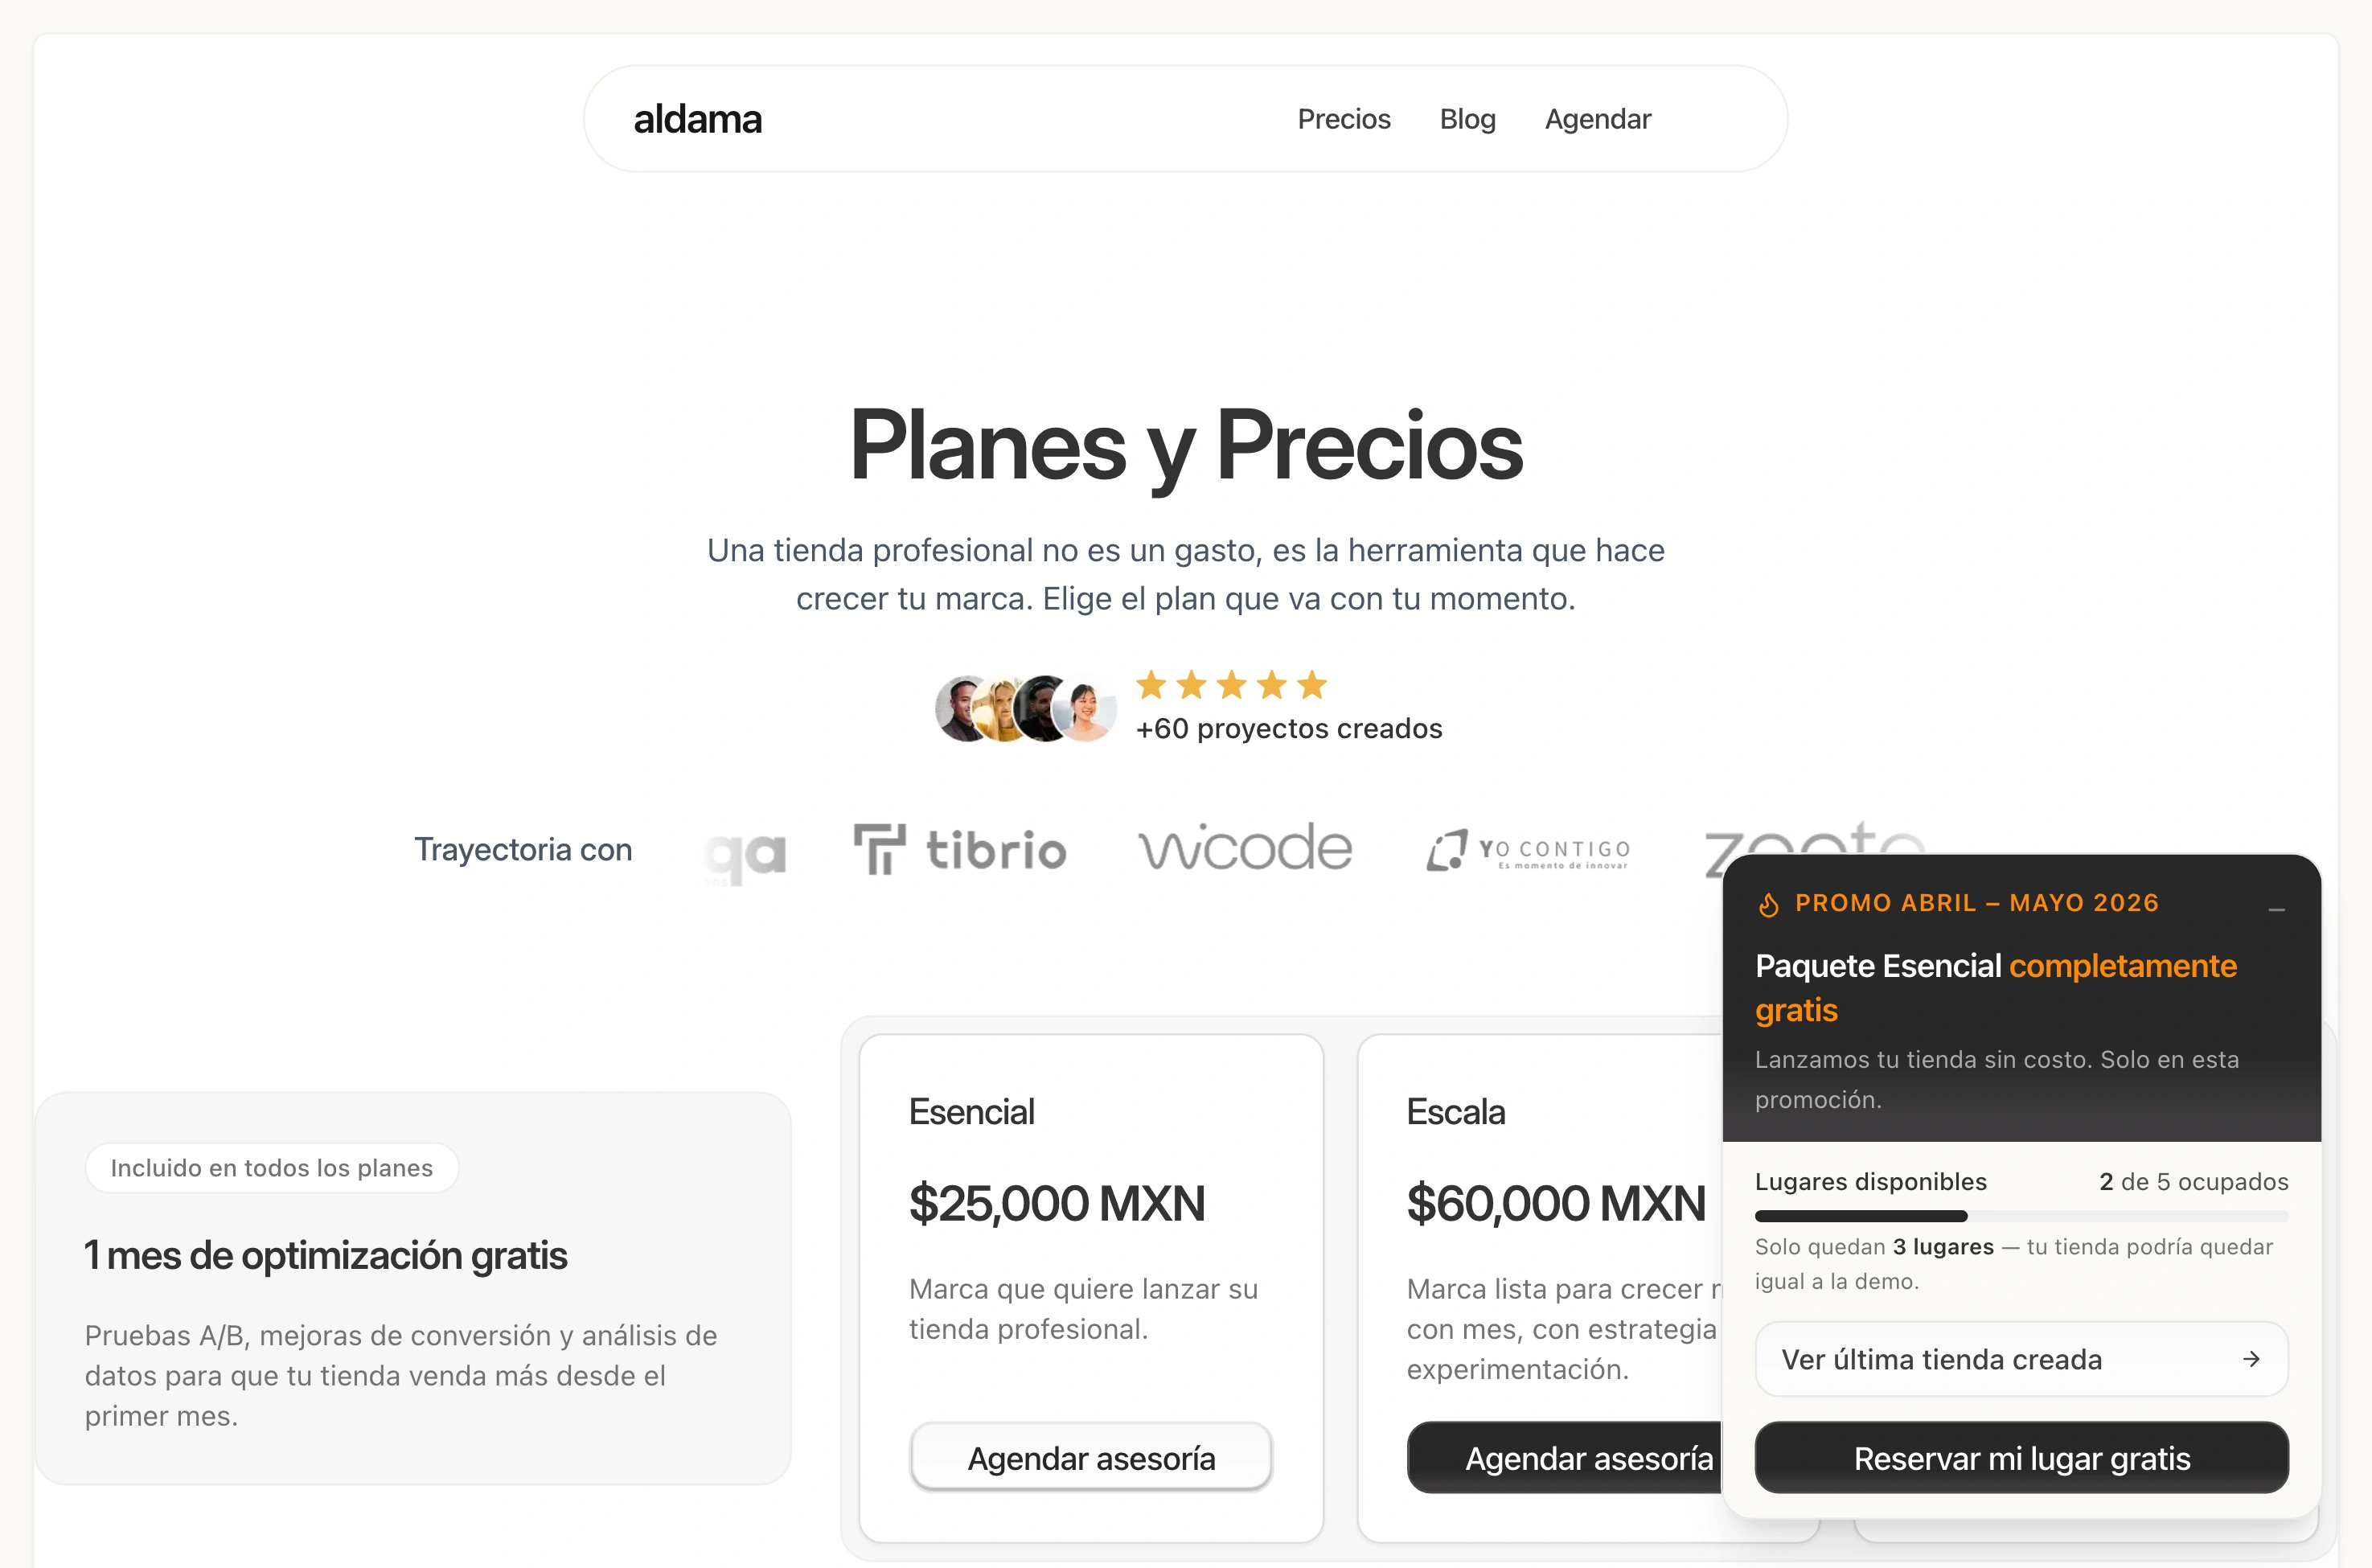 aldama
Precios
Blog
Agendar
Planes y Precios
Una tienda profesional no es un gasto, es la herramienta que hace
crecer tu marca. Elige el plan que va con tu momento.
+60 proyectos creados
Trayectoria con
qa
tibrio
wicode
YO CONTIGO
Es momento de innovar
Incluido en todos los planes
1 mes de optimización gratis
Pruebas A/B, mejoras de conversión y análisis de
datos para que tu tienda venda más desde el
primer mes.
Esencial
$25,000 MXN
Marca que quiere lanzar su
tienda profesional.
Agendar asesoría
Escala
$60,000 MXN
Marca lista para crecer
con mes, con estrategia
experimentación.
Agendar asesoría
PROMO ABRIL – MAYO 2026
Paquete Esencial completamente
gratis
Lanzamos tu tienda sin costo. Solo en esta
promoción.
Lugares disponibles
2 de 5 ocupados
Solo quedan 3 lugares — tu tienda podría quedar
igual a la demo.
Ver última tienda creada →
Reservar mi lugar gratis